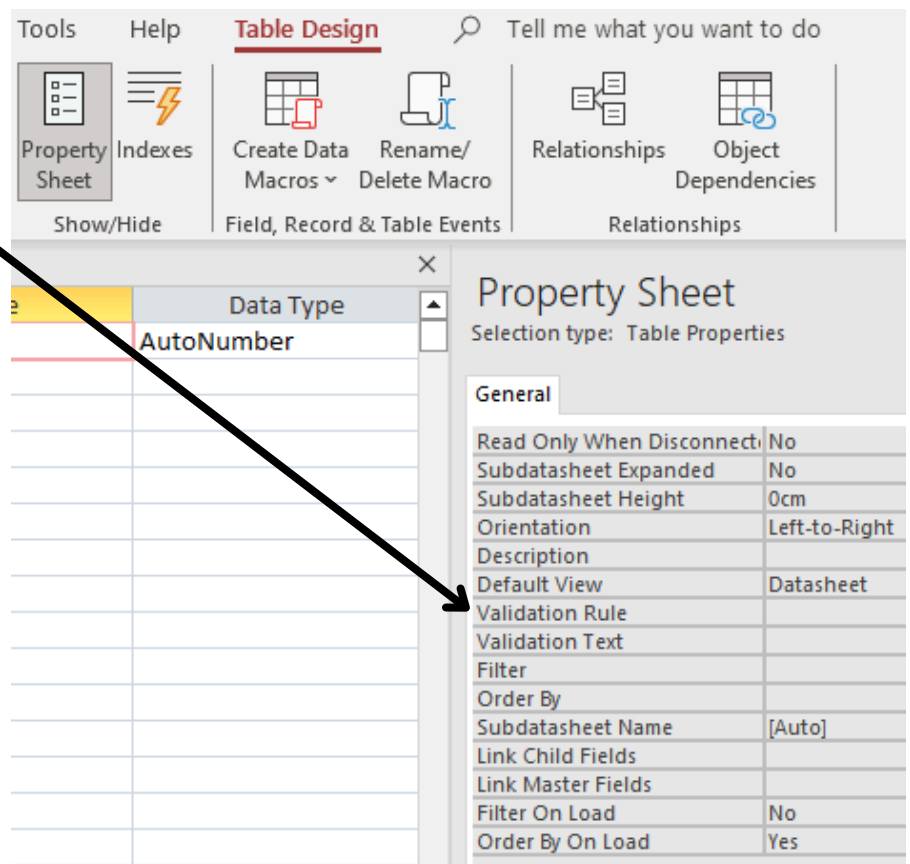 Tools Help Table Design Tell me what you want to do
Property Sheet
Indexes
Create Data Macros
Rename/ Delete Macro
Relationships
Object Dependencies
Show/Hide Field, Record & Table Events Relationships
e Data Type
AutoNumber
Property Sheet
Selection type: Table Properties
General
Read Only When Disconnecte No
Subdatasheet Expanded No
Subdatasheet Height 0cm
Orientation Left-to-Right
Description
Default View Datasheet
Validation Rule
Validation Text
Filter
Order By
Subdatasheet Name [Auto]
Link Child Fields
Link Master Fields
Filter On Load No
Order By On Load Yes